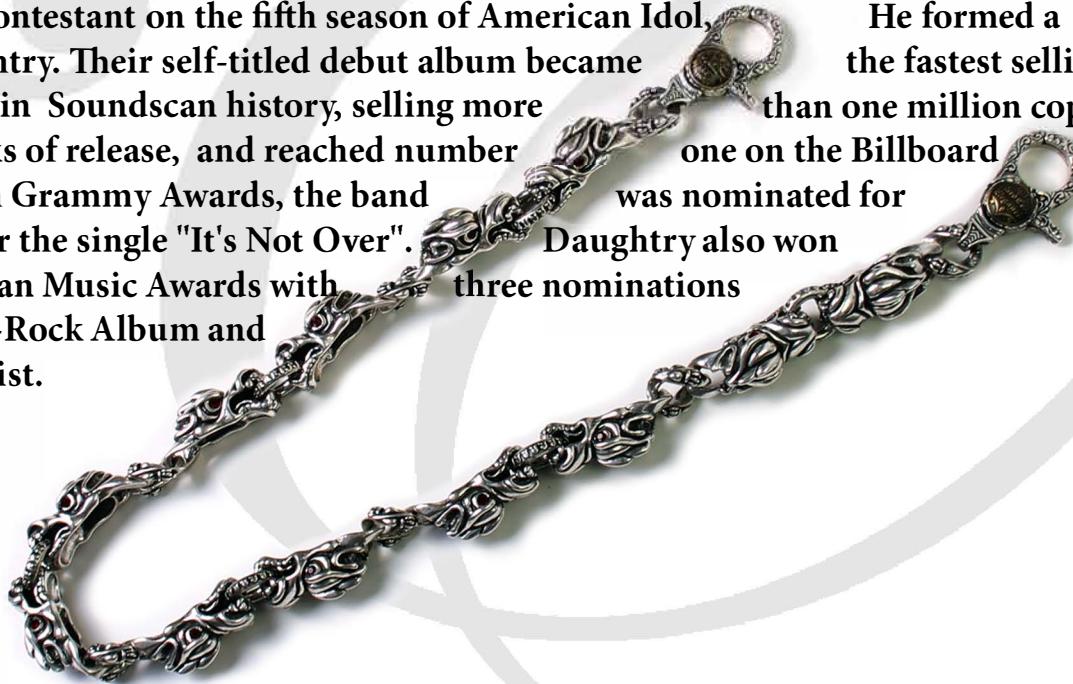 ontestant on the fifth season of American Idol, He formed a
ntry. Their self-titled debut album became the fastest selli
in Soundscan history, selling more than one million cop
s of release, and reached number one on the Billboard
Grammy Awards, the band was nominated for
r the single "It's Not Over". Daughtry also won
an Music Awards with three nominations
-Rock Album and
ist.